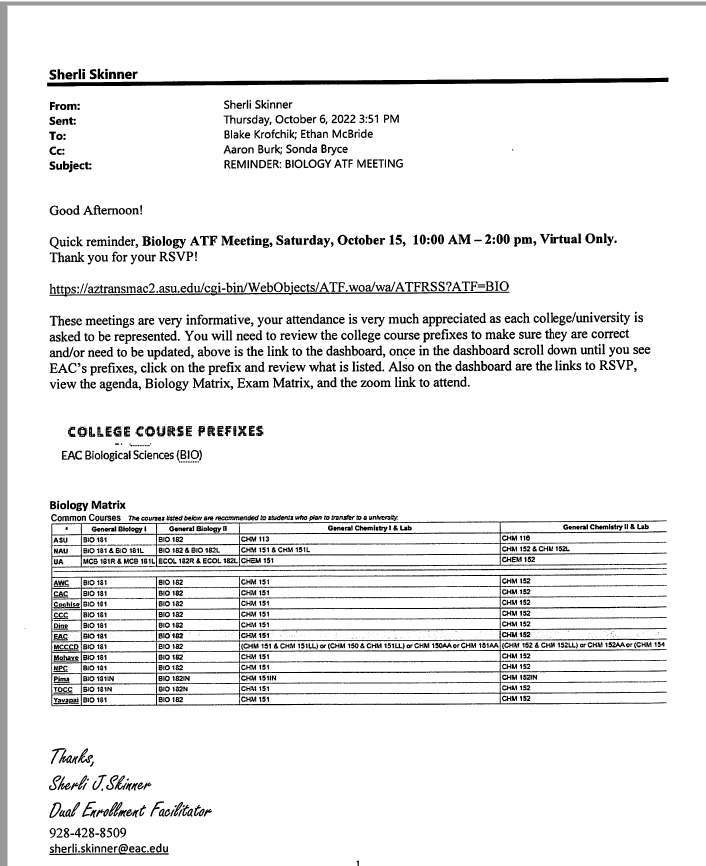 Sherli Skinner
From: Sherli Skinner
Sent: Thursday, October 6, 2022 3:51 PM
To: Blake Krofchik; Ethan McBride
Cc: Aaron Burk; Sonda Bryce
Subject: REMINDER: BIOLOGY ATF MEETING
Good Afternoon!
Quick reminder, Biology ATF Meeting, Saturday, October 15, 10:00 AM – 2:00 pm, Virtual Only.
Thank you for your RSVP!
https://aztransmac2.asu.edu/cgi-bin/WebObjects/ATF.woa/wa/ATFRSS?ATF=BIO
These meetings are very informative, your attendance is very much appreciated as each college/university is
asked to be represented. You will need to review the college course prefixes to make sure they are correct
and/or need to be updated, above is the link to the dashboard, once in the dashboard scroll down until you see
EAC's prefixes, click on the prefix and review what is listed. Also on the dashboard are the links to RSVP,
view the agenda, Biology Matrix, Exam Matrix, and the zoom link to attend.
COLLEGE COURSE PREFIXES
EAC Biological Sciences (BIO)
Biology Matrix
Common Courses The courses listed below are recommended to students who plan to transfer to a university.
* General Biology I General Biology II General Chemistry I & Lab General Chemistry II & Lab
ASU BIO 181 BIO 182 CHM 113 CHM 116
NAU BIO 181 & BIO 181L BIO 182 & BIO 182L CHM 151 & CHM 151L CHM 152 & CHM 152L
UA MCB 181R & MCB 181L ECOL 182R & ECOL 182L CHEM 151 CHEM 152
AWC BIO 181 BIO 182 CHM 151 CHM 152
CAC BIO 181 BIO 182 CHM 151 CHM 152
Cochise BIO 181 BIO 182 CHM 151 CHM 152
CCC BIO 181 BIO 182 CHM 151 CHM 152
Dine BIO 181 BIO 182 CHM 151 CHM 152
EAC BIO 181 BIO 182 CHM 151 CHM 152
MCCCD BIO 181 BIO 182 (CHM 151 & CHM 151LL) or (CHM 150 & CHM 151LL) or CHM 150AA or CHM 151AA (CHM 152 & CHM 152LL) or CHM 152AA or (CHM 154
Mohave BIO 181 BIO 182 CHM 151 CHM 152
NPC BIO 181 BIO 182 CHM 151 CHM 152
Pima BIO 181IN BIO 182IN CHM 151IN CHM 152IN
TOCC BIO 181N BIO 182N CHM 151 CHM 152
Yavapai BIO 181 BIO 182 CHM 151 CHM 152
Thanks,
Sherli J. Skinner
Dual Enrollment Facilitator
928-428-8509
sherli.skinner@eac.edu
1